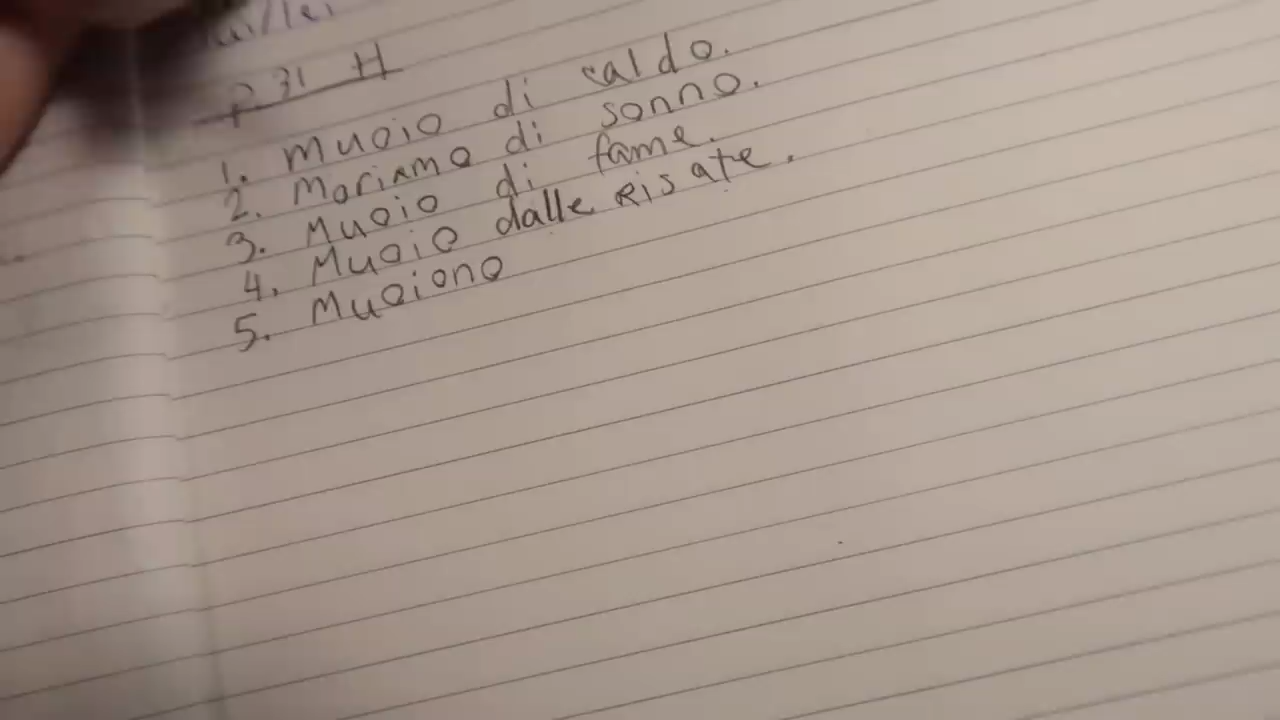 p 31 H
1. Muoio di caldo.
2. Moriamo di sonno.
3. Muoio di fame.
4. Muoio dalle risate.
5. Muoiono